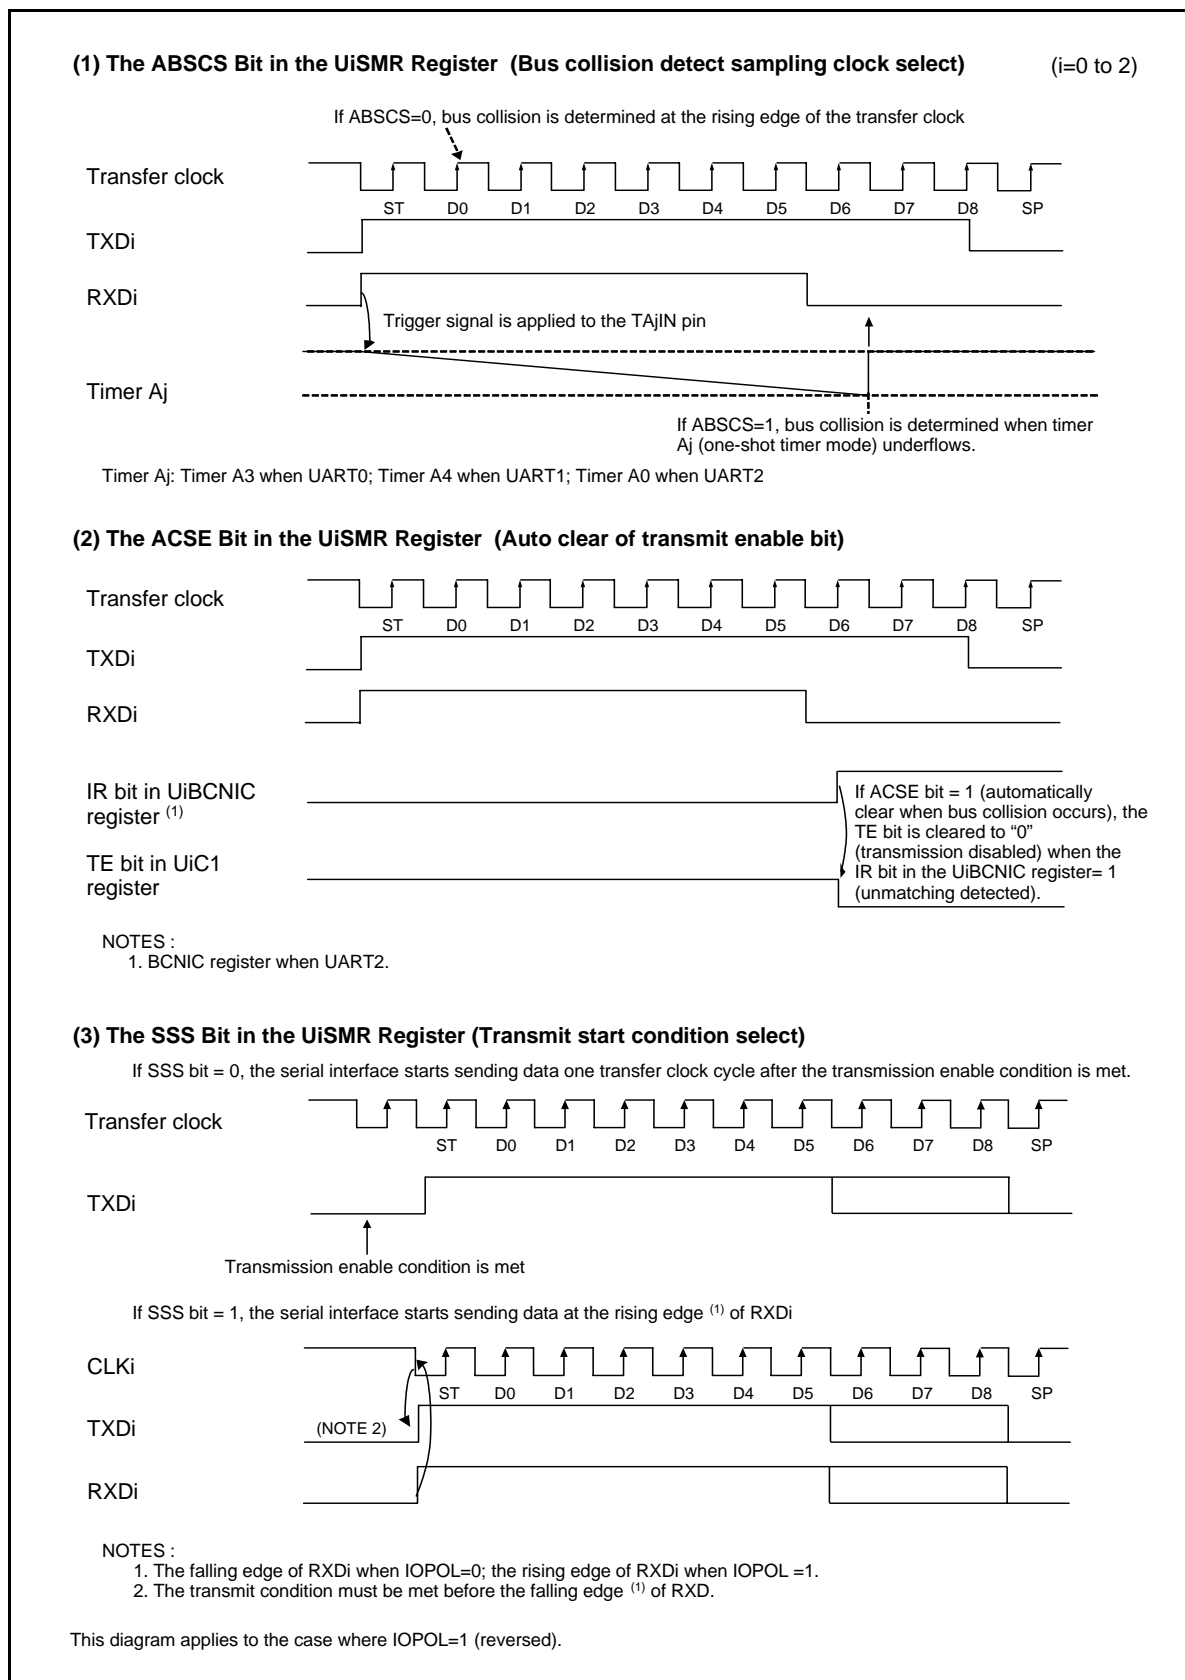 (1) The ABSCS Bit in the UiSMR Register (Bus collision detect sampling clock select) (i=0 to 2)
If ABSCS=0, bus collision is determined at the rising edge of the transfer clock
Transfer clock
ST D0 D1 D2 D3 D4 D5 D6 D7 D8 SP
TXDi
RXDi
Trigger signal is applied to the TAjIN pin
Timer Aj
If ABSCS=1, bus collision is determined when timer
Aj (one-shot timer mode) underflows.
Timer Aj: Timer A3 when UART0; Timer A4 when UART1; Timer A0 when UART2
(2) The ACSE Bit in the UiSMR Register (Auto clear of transmit enable bit)
Transfer clock
ST D0 D1 D2 D3 D4 D5 D6 D7 D8 SP
TXDi
RXDi
IR bit in UiBCNIC
register (1)
If ACSE bit = 1 (automatically
clear when bus collision occurs), the
TE bit is cleared to “0”
(transmission disabled) when the
IR bit in the UiBCNIC register= 1
(unmatching detected).
TE bit in UiC1
register
NOTES :
1. BCNIC register when UART2.
(3) The SSS Bit in the UiSMR Register (Transmit start condition select)
If SSS bit = 0, the serial interface starts sending data one transfer clock cycle after the transmission enable condition is met.
Transfer clock
ST D0 D1 D2 D3 D4 D5 D6 D7 D8 SP
TXDi
Transmission enable condition is met
If SSS bit = 1, the serial interface starts sending data at the rising edge (1) of RXDi
CLKi
ST D0 D1 D2 D3 D4 D5 D6 D7 D8 SP
TXDi
(NOTE 2)
RXDi
NOTES :
1. The falling edge of RXDi when IOPOL=0; the rising edge of RXDi when IOPOL =1.
2. The transmit condition must be met before the falling edge (1) of RXD.
This diagram applies to the case where IOPOL=1 (reversed).